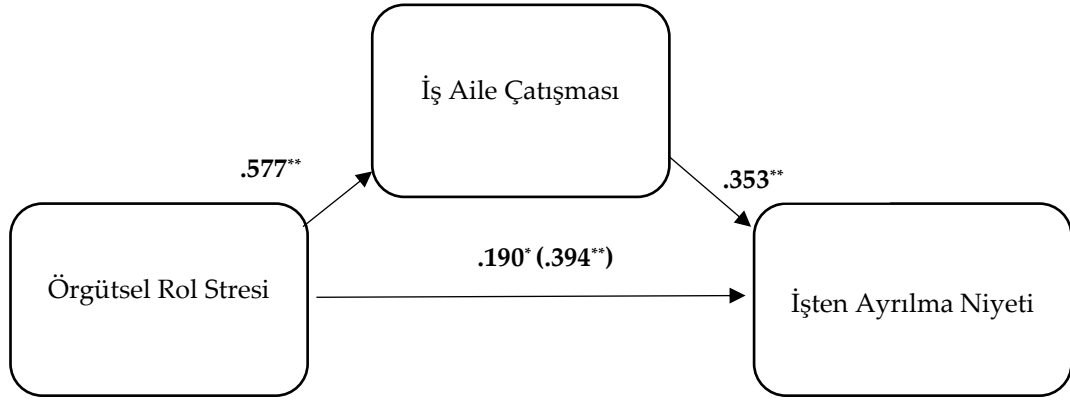 İş Aile Çatışması
.577**
.353**
.190* (.394**)
Örgütsel Rol Stresi
İşten Ayrılma Niyeti